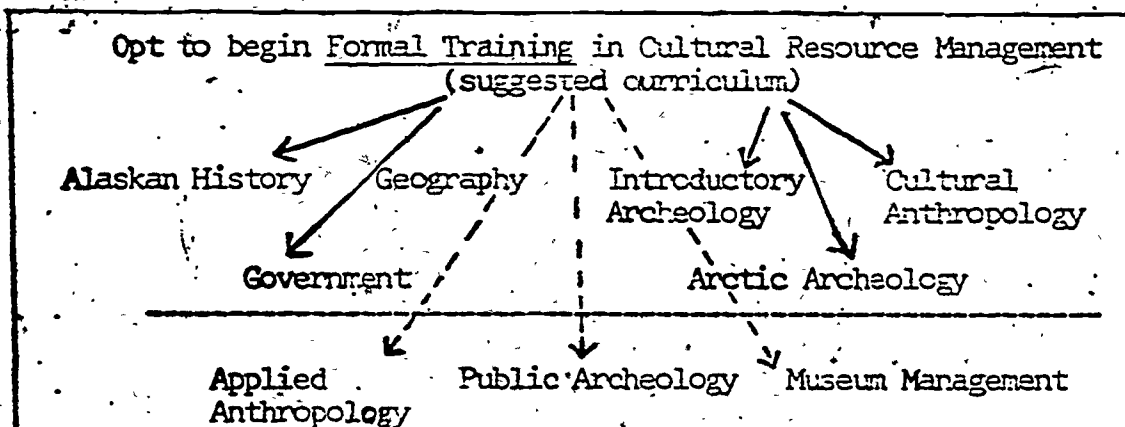 Opt to begin Formal Training in Cultural Resource Management
(suggested curriculum)
Alaskan History Geography Introductory Archeology Cultural Anthropology
Government Arctic Archeology
Applied Anthropology Public Archeology Museum Management